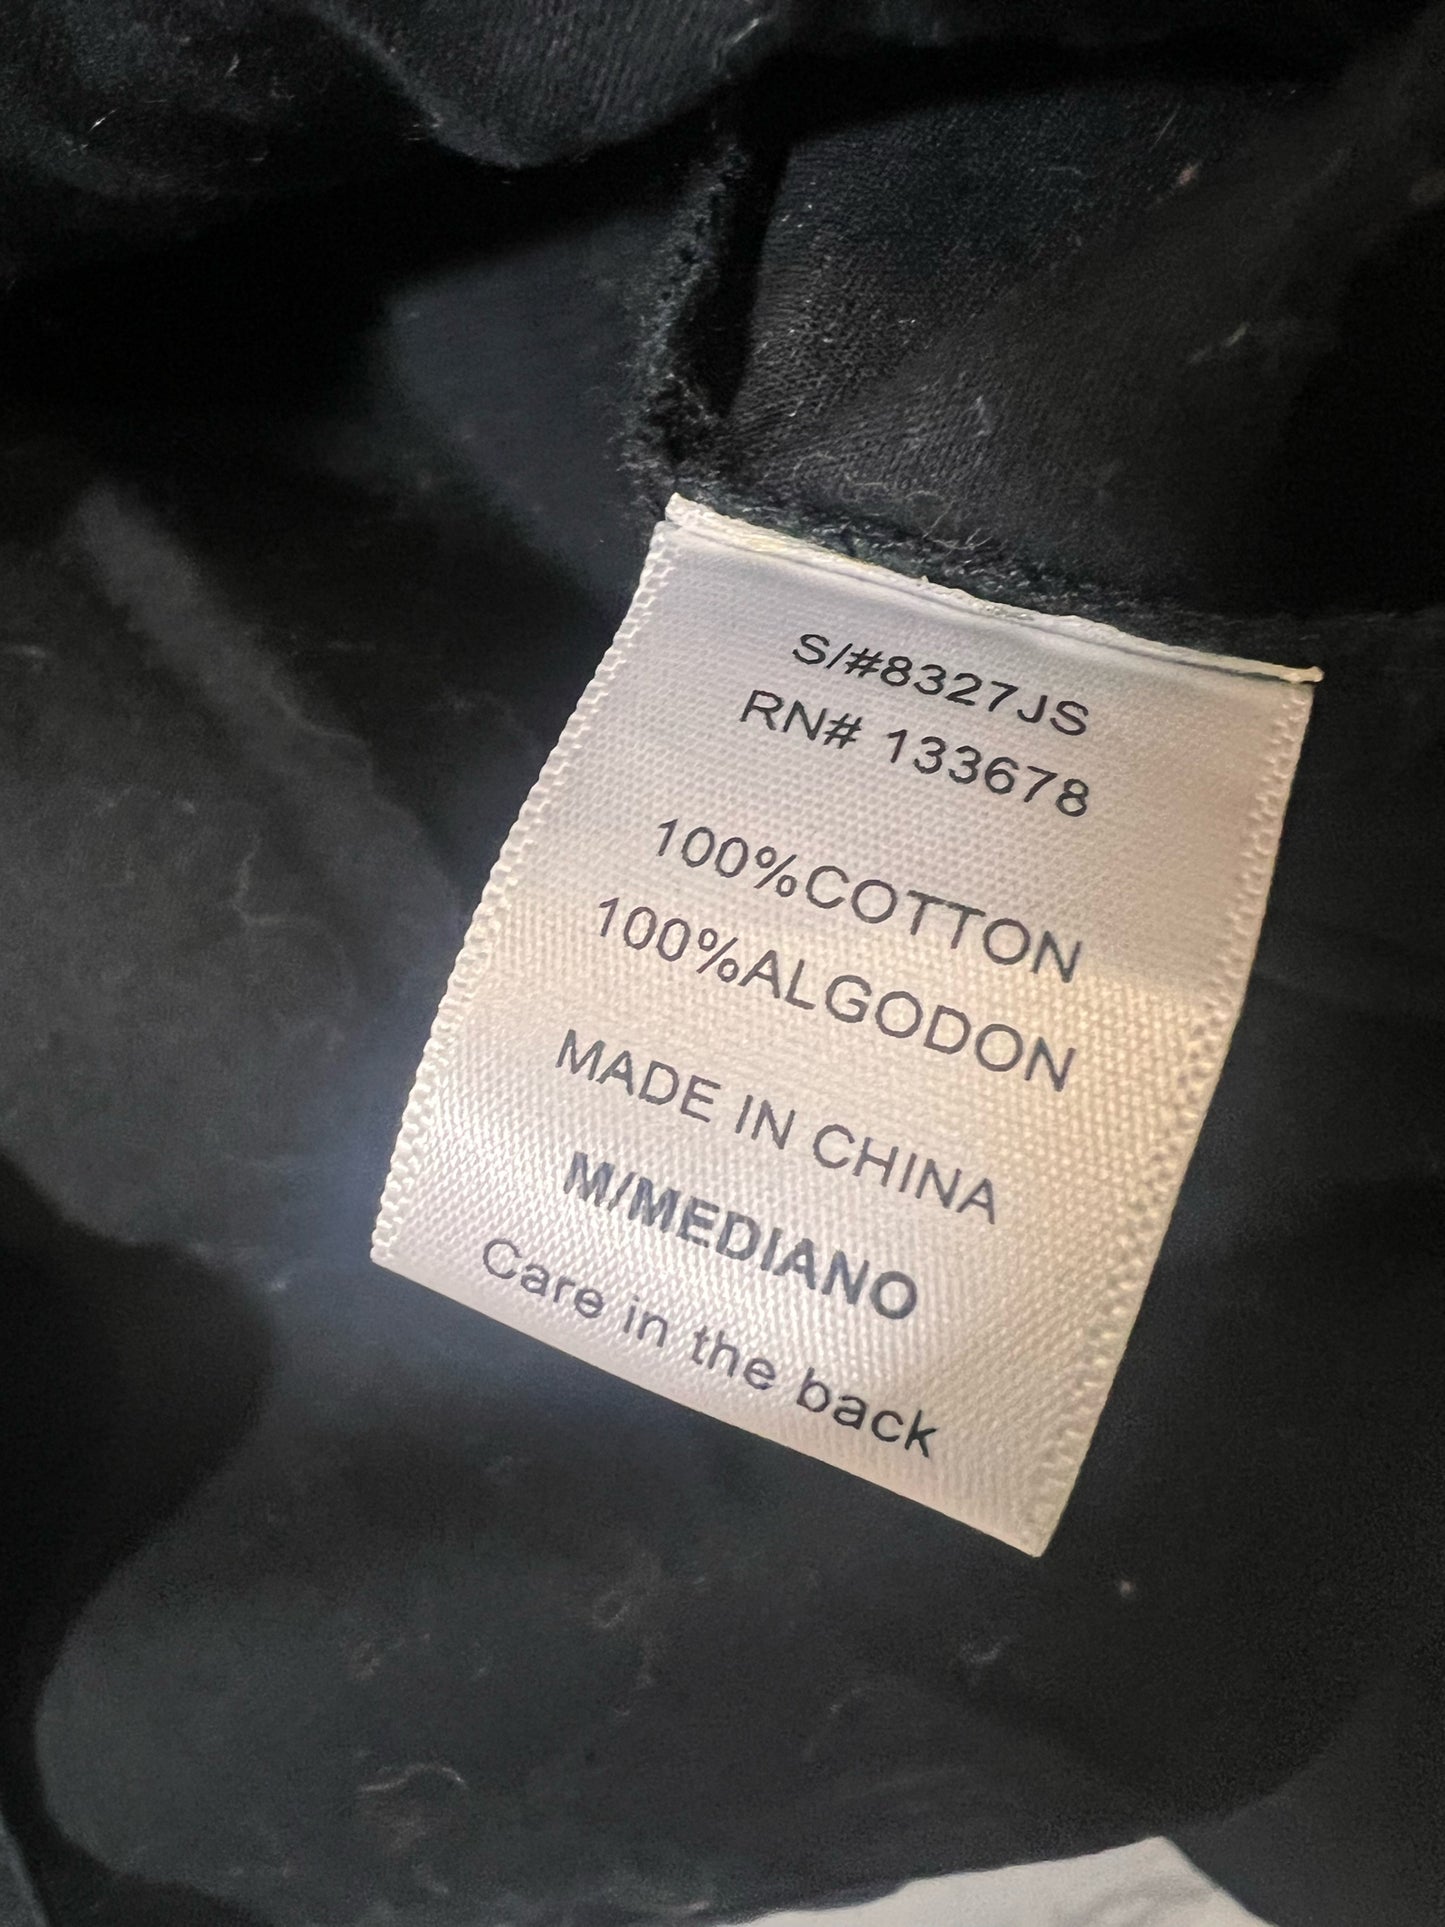 S/#8327JS
RN# 133678
100%COTTON
100%ALGODON
MADE IN CHINA
M/MEDIANO
Care in the back